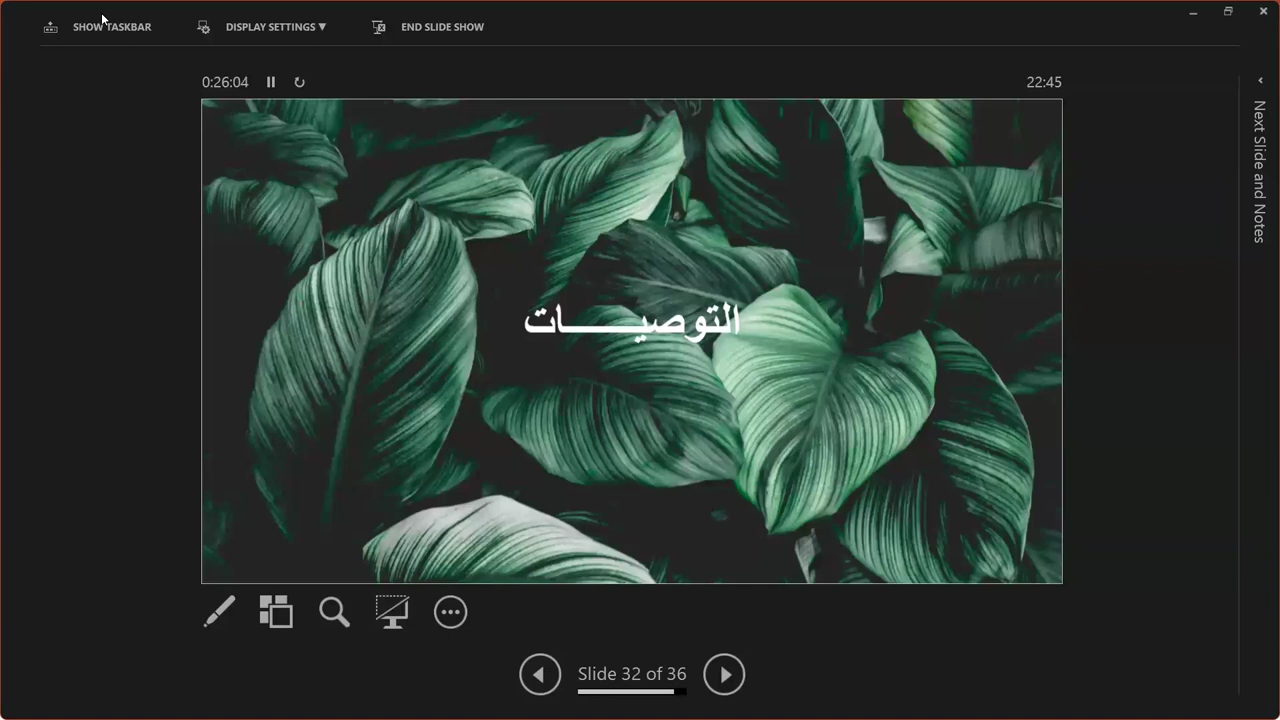 SHOW TASKBAR
DISPLAY SETTINGS ▼
END SLIDE SHOW
0:26:04
22:45
Next Slide and Notes
التوصيـــــــات
Slide 32 of 36